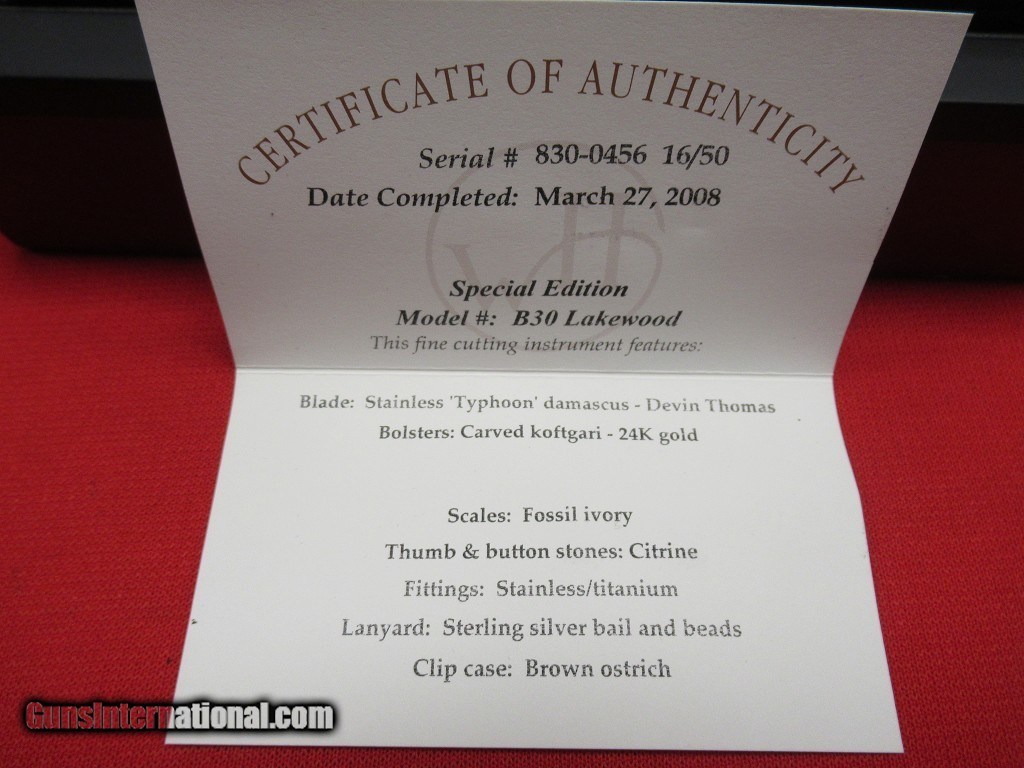 CERTIFICATE OF AUTHENTICITY
Serial # 830-0456 16/50
Date Completed: March 27, 2008
WH
Special Edition
Model #: B30 Lakewood
This fine cutting instrument features:
Blade: Stainless 'Typhoon' damascus - Devin Thomas
Bolsters: Carved koftgari - 24K gold
Scales: Fossil ivory
Thumb & button stones: Citrine
Fittings: Stainless/titanium
Lanyard: Sterling silver bail and beads
Clip case: Brown ostrich
GunsInternational.com